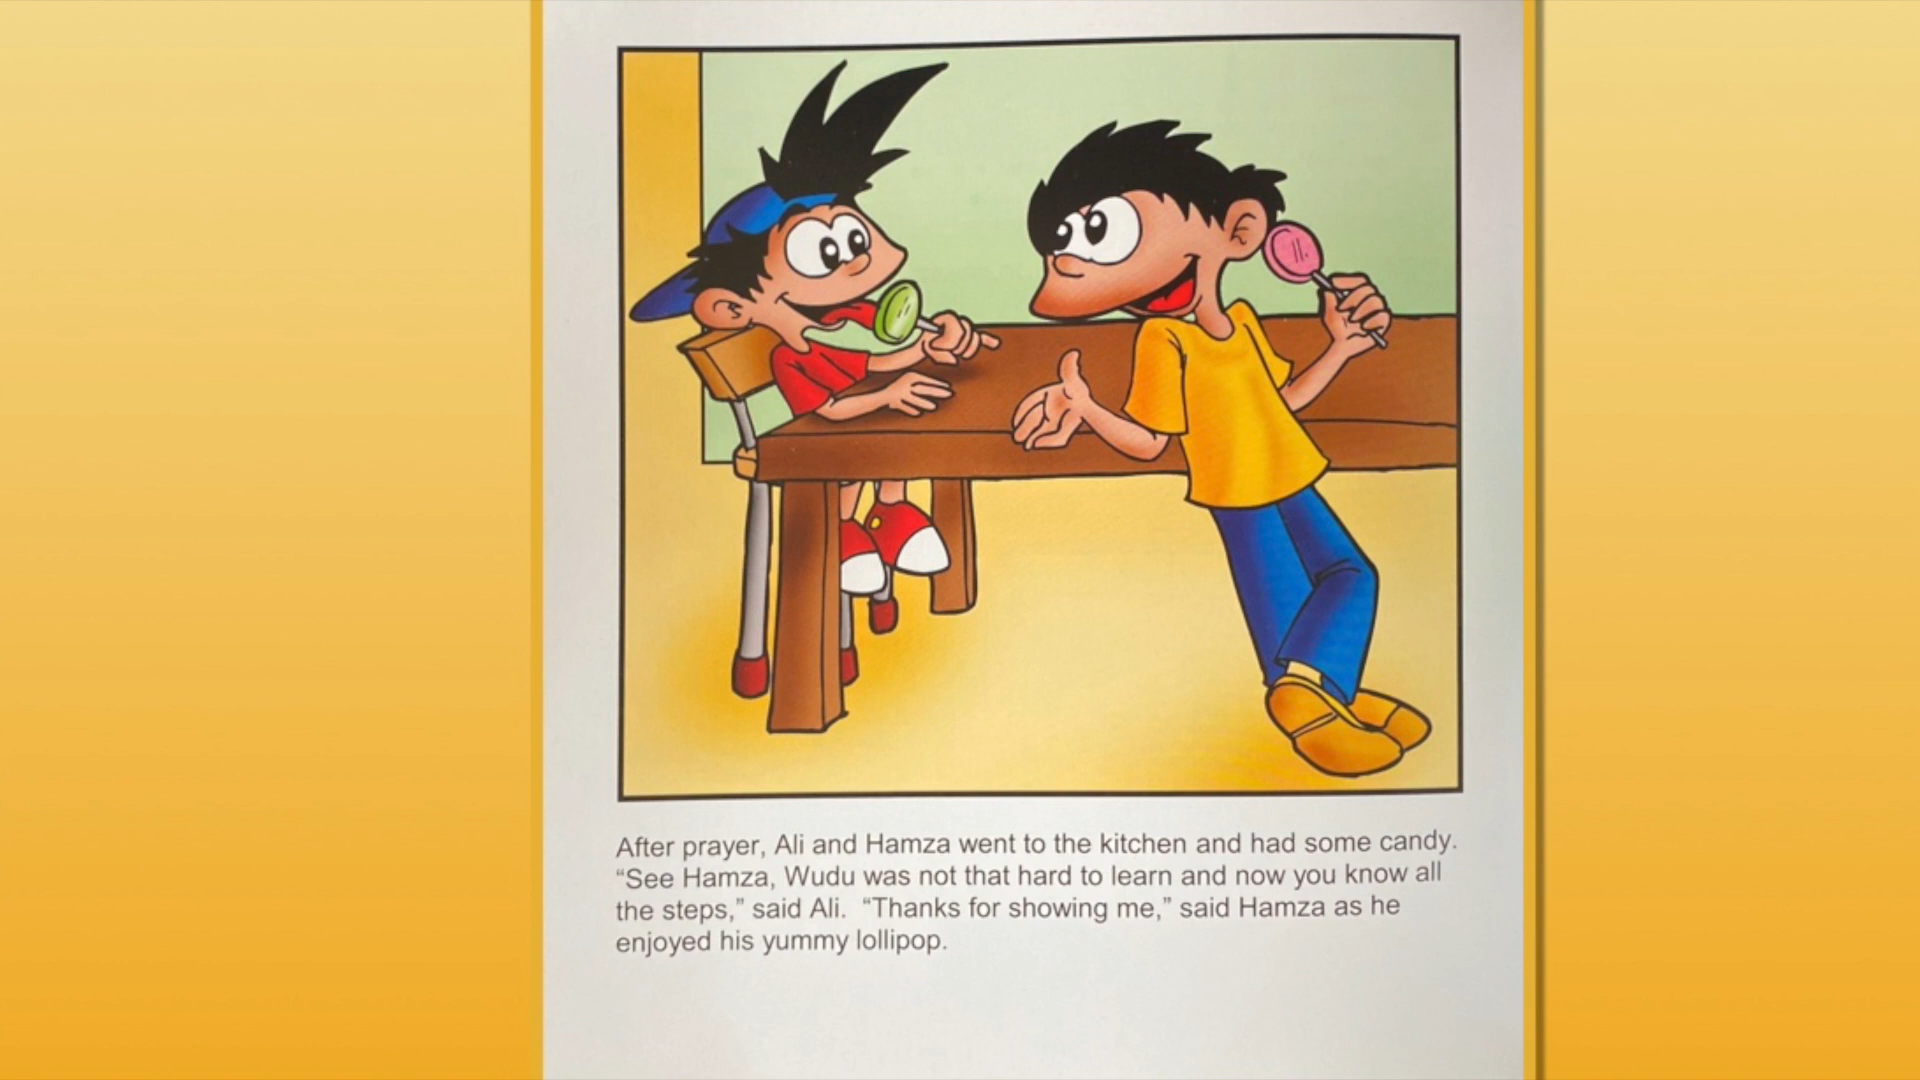 After prayer, Ali and Hamza went to the kitchen and had some candy.
“See Hamza, Wudu was not that hard to learn and now you know all
the steps,” said Ali.  “Thanks for showing me,” said Hamza as he
enjoyed his yummy lollipop.